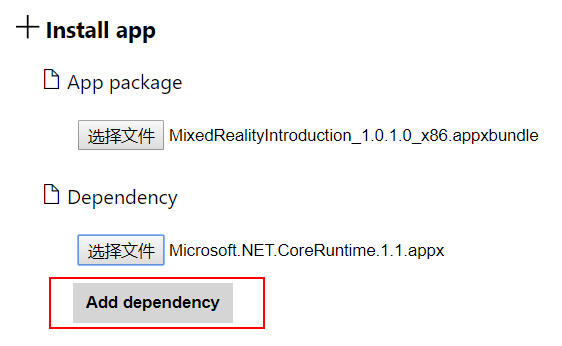 Install app
App package
选择文件 MixedRealityIntroduction_1.0.1.0_x86.appxbundle
Dependency
选择文件 Microsoft.NET.CoreRuntime.1.1.appx
Add dependency